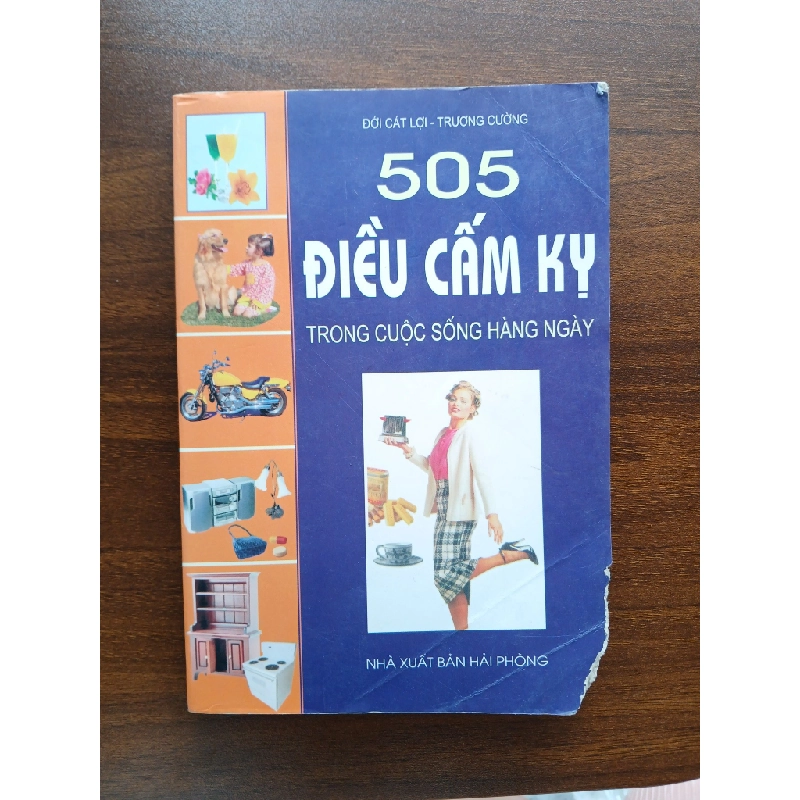 ĐỚI CÁT LỢI - TRƯƠNG CƯỜNG
505
ĐIỀU CẤM KỴ
TRONG CUỘC SỐNG HÀNG NGÀY
NHÀ XUẤT BẢN HẢI PHÒNG